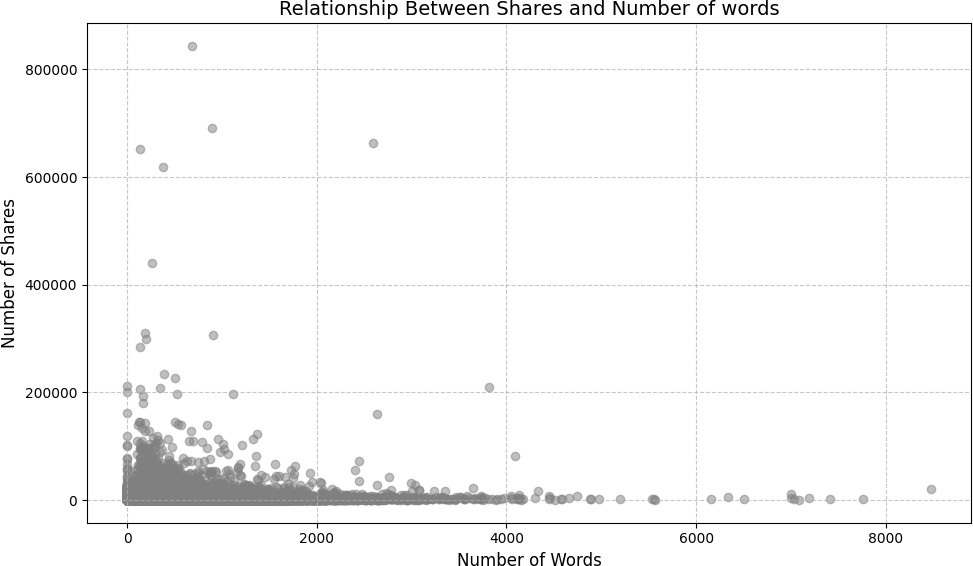 Relationship Between Shares and Number of words
800000
600000
400000
200000
0
Number of Shares
0 2000 4000 6000 8000
Number of Words